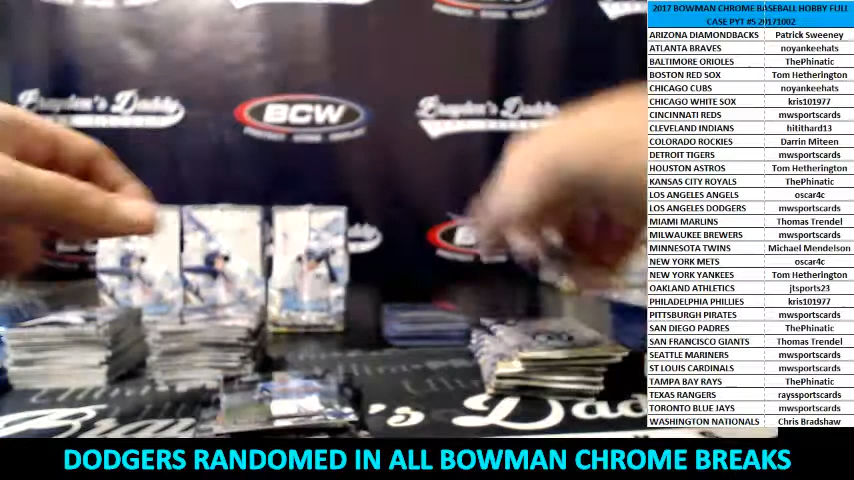 2017 BOWMAN CHROME BASEBALL HOBBY FULL
CASE PYT #5 20171002
ARIZONA DIAMONDBACKS Patrick Sweeney
ATLANTA BRAVES noyankeehats
BALTIMORE ORIOLES ThePhinatic
BOSTON RED SOX Tom Hetherington
CHICAGO CUBS noyankeehats
CHICAGO WHITE SOX kris101977
CINCINNETI REDS mwsportscards
CLEVELAND INDIANS hitithard13
COLORADO ROCKIES Darrin Miteen
DETROIT TIGERS mwsportscards
HOUSTON ASTROS Tom Hetherington
KANSAS CITY ROYALS ThePhinatic
LOS ANGELES ANGELS oscar4c
LOS ANGELES DODGERS mwsportscards
MIAMI MARLINS Thomas Trendel
MILWAUKEE BREWERS mwsportscards
MINNESOTA TWINS Michael Mendelson
NEW YORK METS oscar4c
NEW YORK YANKEES Tom Hetherington
OAKLAND ATHLETICS jtsports23
PHILADELPHIA PHILLIES kris101977
PITTSBURGH PIRATES mwsportscards
SAN DIEGO PADRES ThePhinatic
SAN FRANCISCO GIANTS Thomas Trendel
SEATTLE MARINERS mwsportscards
ST LOUIS CARDINALS mwsportscards
TAMPA BAY RAYS ThePhinatic
TEXAS RANGERS rayssportscards
TORONTO BLUE JAYS mwsportscards
WASHINGTON NATIONALS Chris Bradshaw
Brayden's Daddy
BCW
Brayden's Daddy
DODGERS RANDOMED IN ALL BOWMAN CHROME BREAKS